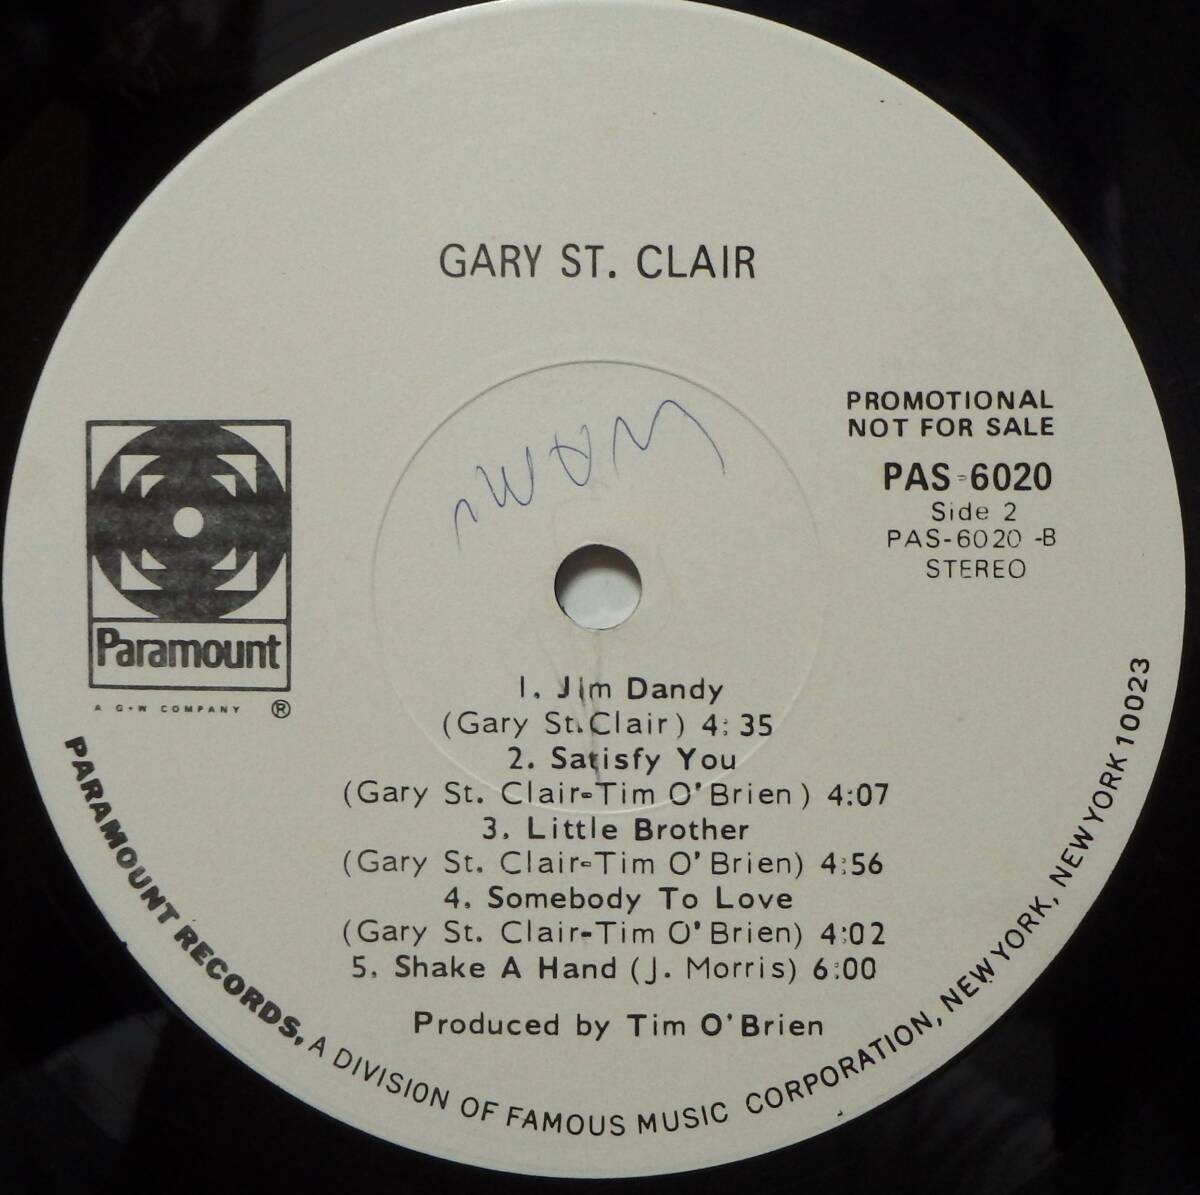 GARY ST. CLAIR
PROMOTIONAL
NOT FOR SALE
PAS-6020
Side 2
PAS-6020 -B
STEREO
Paramount
A G+W COMPANY ®
1. Jim Dandy
(Gary St. Clair) 4:35
2. Satisfy You
(Gary St. Clair-Tim O'Brien) 4:07
3. Little Brother
(Gary St. Clair-Tim O'Brien) 4:56
4. Somebody To Love
(Gary St. Clair-Tim O'Brien) 4:02
5. Shake A Hand (J. Morris) 6:00
Produced by Tim O'Brien
PARAMOUNT RECORDS, A DIVISION OF FAMOUS MUSIC CORPORATION, NEW YORK, NEW YORK 10023